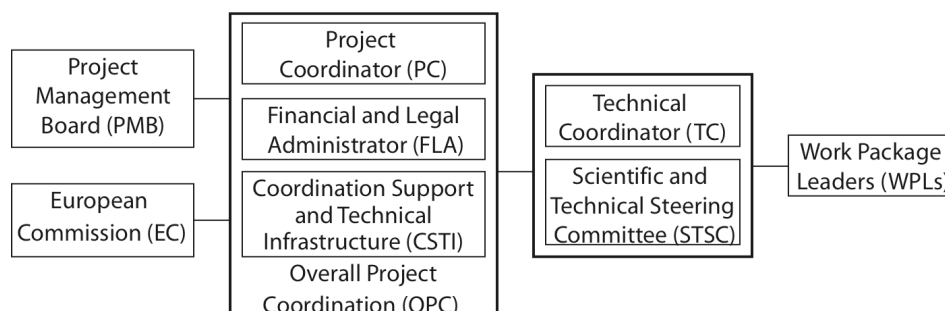 Project
Management
Board (PMB)
European
Commission (EC)
Project
Coordinator (PC)
Financial and Legal
Administrator (FLA)
Coordination Support
and Technical
Infrastructure (CSTI)
Overall Project
Coordination (OPC)
Technical
Coordinator (TC)
Scientific and
Technical Steering
Committee (STSC)
Work Package
Leaders (WPLs)